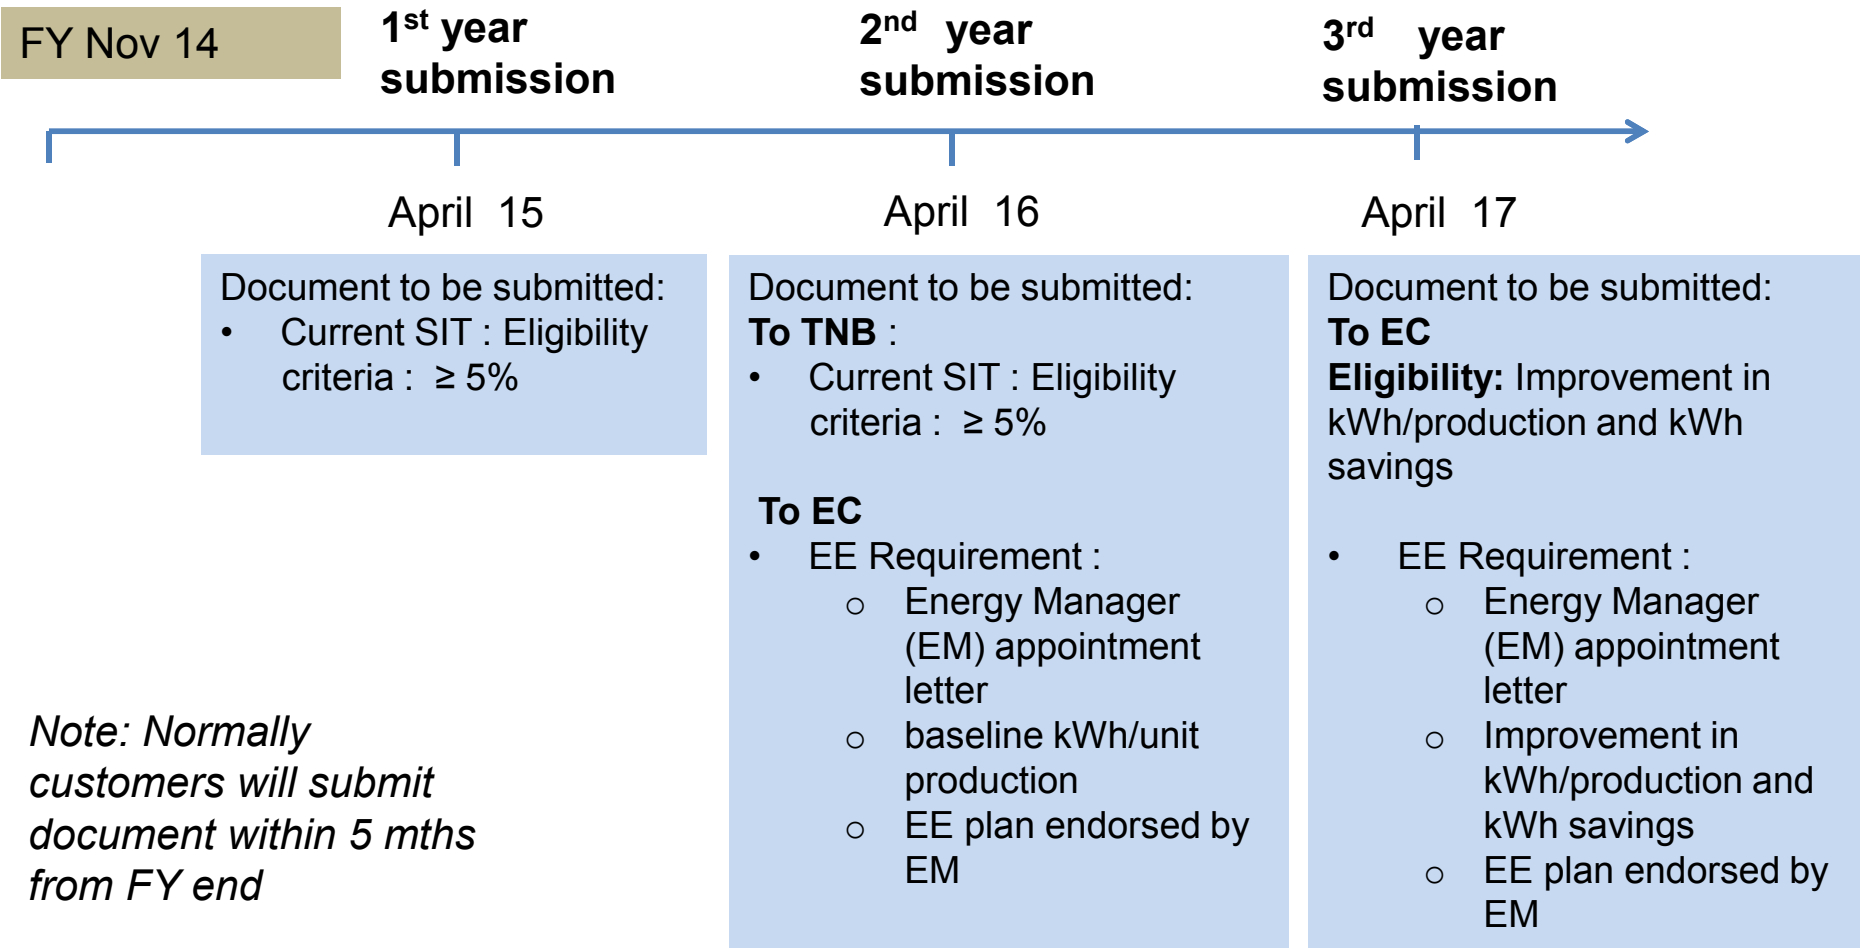 FY Nov 14
1st year
submission
2nd year
submission
3rd year
submission
April 15
April 16
April 17
Document to be submitted:
• Current SIT : Eligibility
criteria : ≥ 5%
Document to be submitted:
To TNB :
• Current SIT : Eligibility
criteria : ≥ 5%
To EC
• EE Requirement :
o Energy Manager
(EM) appointment
letter
o baseline kWh/unit
production
o EE plan endorsed by
EM
Document to be submitted:
To EC
Eligibility: Improvement in
kWh/production and kWh
savings
• EE Requirement :
o Energy Manager
(EM) appointment
letter
o Improvement in
kWh/production and
kWh savings
o EE plan endorsed by
EM
Note: Normally
customers will submit
document within 5 mths
from FY end